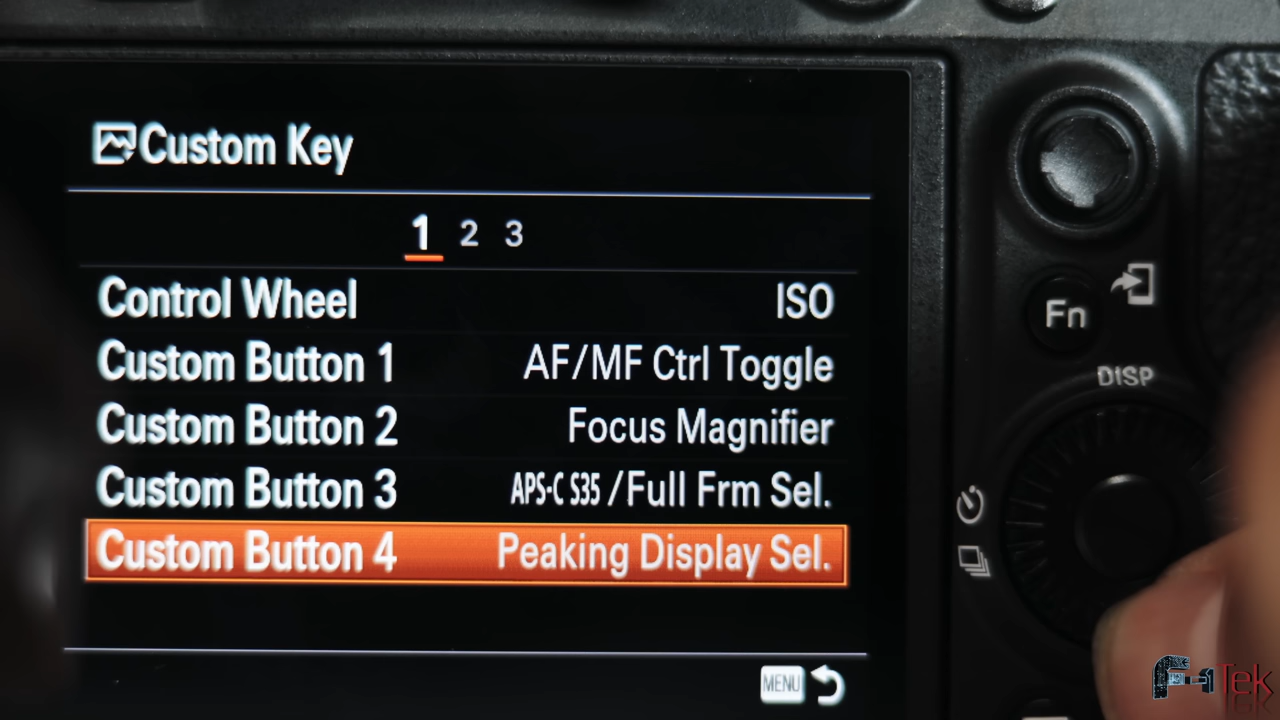 Custom Key
1 2 3
Control Wheel ISO
Custom Button 1 AF/MF Ctrl Toggle
Custom Button 2 Focus Magnifier
Custom Button 3 APS-C S35 /Full Frm Sel.
Custom Button 4 Peaking Display Sel.
MENU
Fn
DISP
Tek